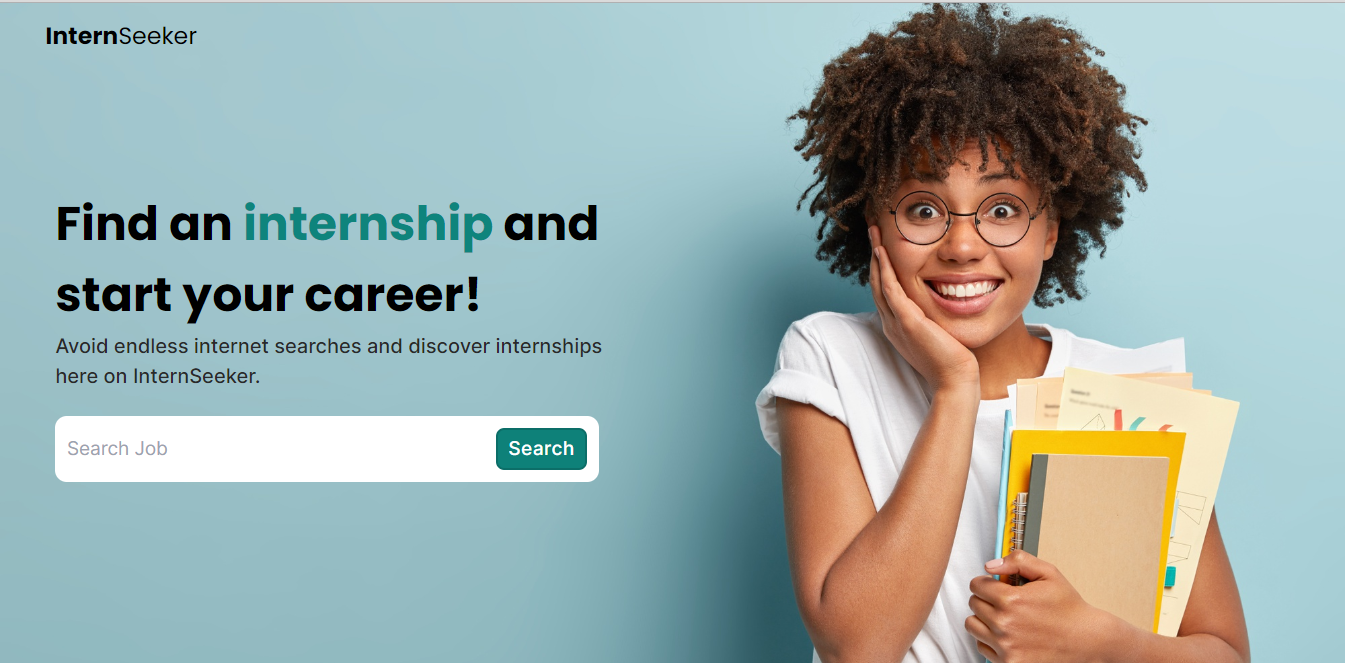 InternSeeker
Find an internship and
start your career!
Avoid endless internet searches and discover internships
here on InternSeeker.
Search Job
Search